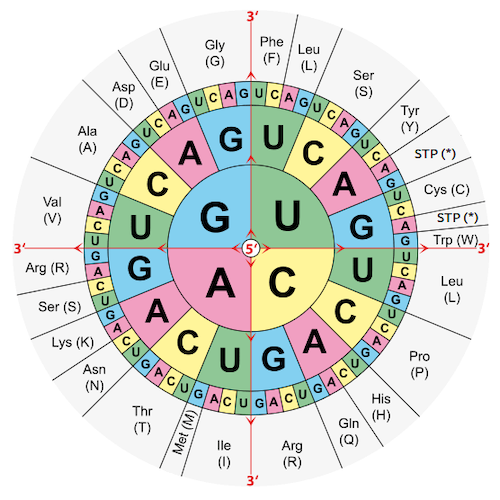 3'
Phe
(F)
Leu
(L)
Ser
(S)
Tyr
(Y)
STP (*)
Cys (C)
STP (*)
Trp (W)
3'
Leu
(L)
Pro
(P)
His
(H)
Gln
(Q)
Arg
(R)
3'
Ile
(I)
Met (M)
Thr
(T)
Asn
(N)
Lys (K)
Ser (S)
Arg (R)
3'
Val
(V)
Ala
(A)
Asp
(D)
Glu
(E)
Gly
(G)
U C A G U C A G U C A G U C A G
U C A G U C A G U C A G U C A G
U C A G U C A G U C A G U C A G
U C A G U C A G U C A G U C A G
U C A G
U C A G
U C A G
U C A G
G U
5'
A C